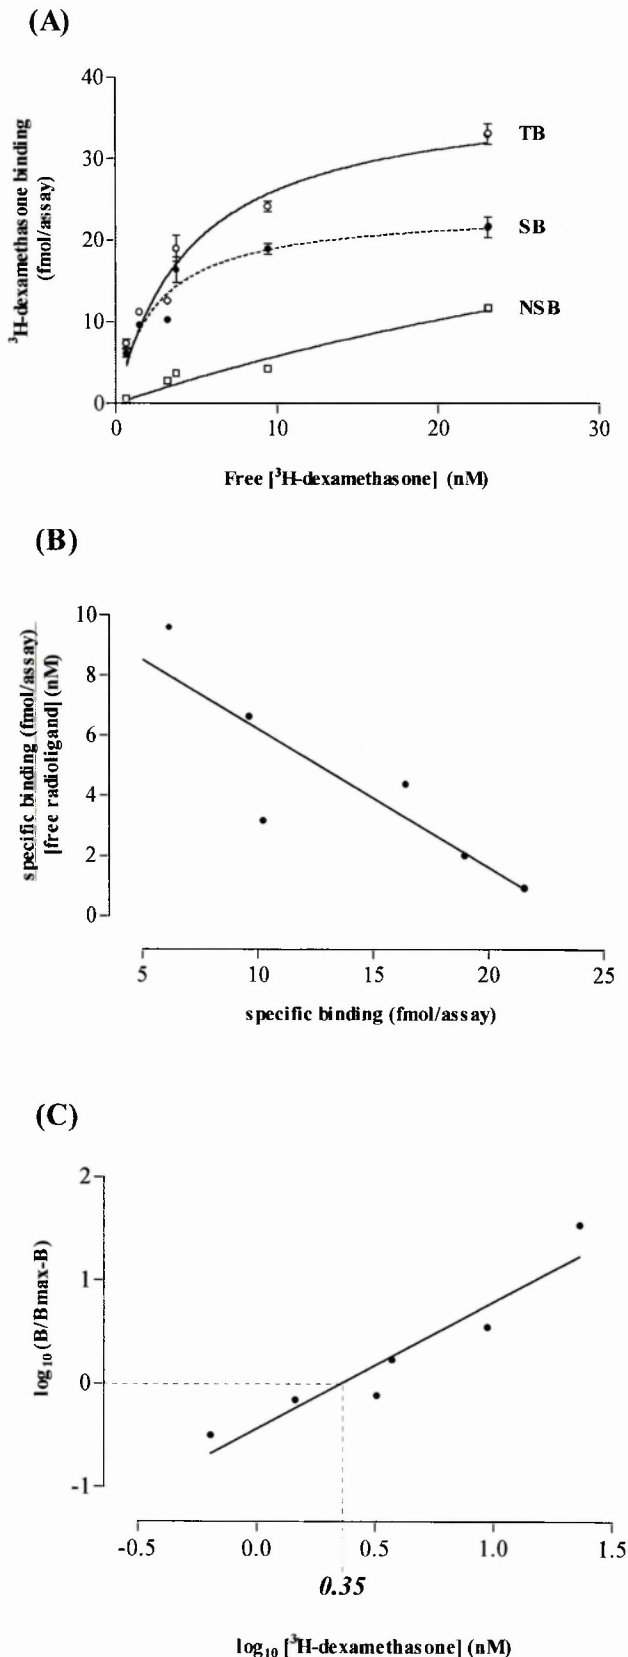 (A)
³H-dexamethasone binding
(fmol/assay)
40
30
20
10
0
TB
SB
NSB
0 10 20 30
Free [³H-dexamethasone] (nM)
(B)
specific binding (fmol/assay)
[free radioligand] (nM)
10
8
6
4
2
0
5 10 15 20 25
specific binding (fmol/assay)
(C)
log₁₀(B/Bmax-B)
2
1
0
-1
-0.5 0.0 0.5 1.0 1.5
0.35
log₁₀ [³H-dexamethasone] (nM)